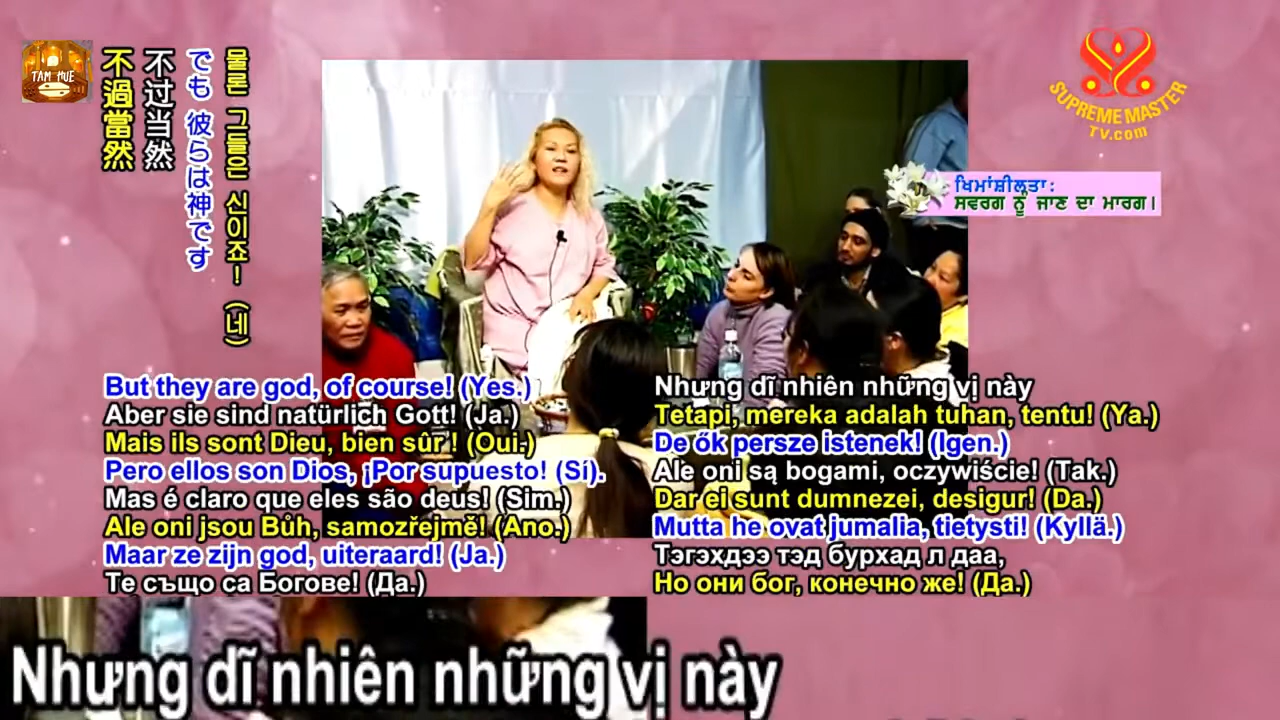 TAM HUE
不過當然
不过当然
でも 彼らは神です
물론 그들은 신이죠! (네)
SUPREME MASTER
TV.com
ਖਿਮਾਂਸ਼ੀਲਤਾ:
ਸਵਰਗ ਨੂੰ ਜਾਣ ਦਾ ਮਾਰਗ।
But they are god, of course! (Yes.)
Aber sie sind natürlich Gott! (Ja.)
Mais ils sont Dieu, bien sûr ! (Oui.)
Pero ellos son Dios, ¡Por supuesto! (Sí).
Mas é claro que eles são deus! (Sim.)
Ale oni jsou Bůh, samozřejmě! (Ano.)
Maar ze zijn god, uiteraard! (Ja.)
Те също са Богове! (Да.)
Nhưng dĩ nhiên những vị này
Tetapi, mereka adalah tuhan, tentu! (Ya.)
De ők persze istenek! (Igen.)
Ale oni są bogami, oczywiście! (Tak.)
Dar ei sunt dumnezei, desigur! (Da.)
Mutta he ovat jumalia, tietysti! (Kyllä.)
Тэгэхдээ тэд бурхад л даа,
Но они бог, конечно же! (Да.)
Nhưng dĩ nhiên những vị này